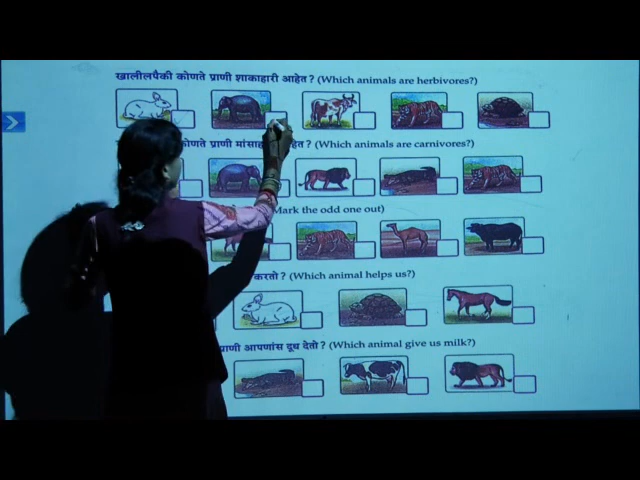 खालीलपैकी कोणते प्राणी शाकाहारी आहेत ? (Which animals are herbivores?)
कोणते प्राणी (Which animals are carnivores?)
(Mark the odd one out)
करतो ? (Which animal helps us?)
प्राणी आपणांस दूध देतो ? (Which animal give us milk?)